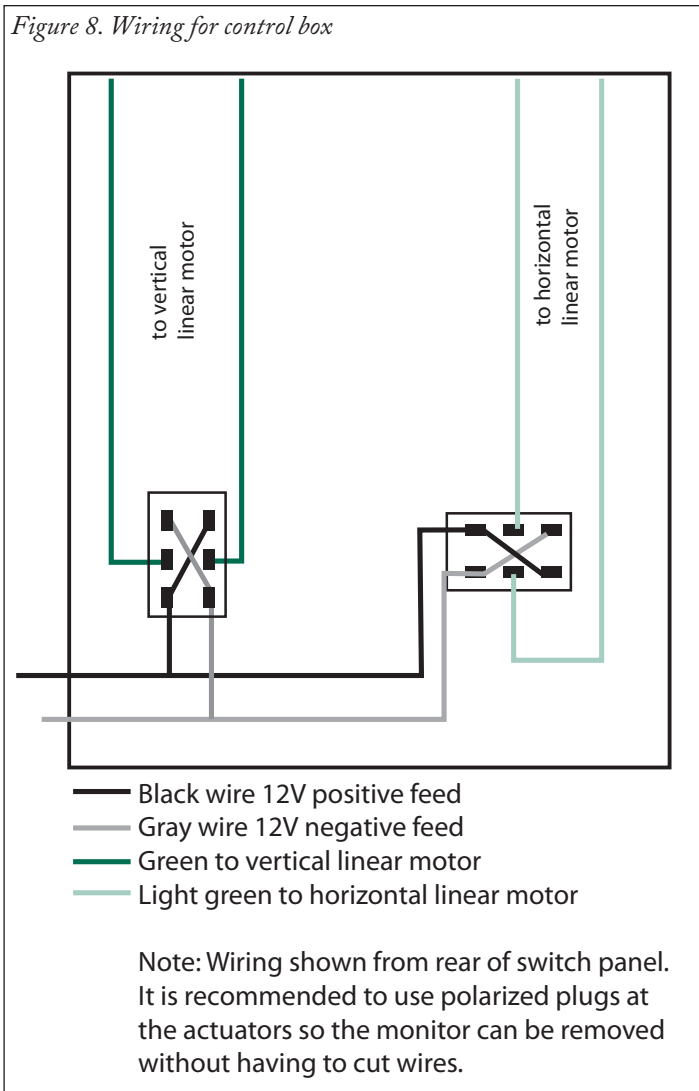 Figure 8. Wiring for control box
to vertical
linear motor
to horizontal
linear motor
Black wire 12V positive feed
Gray wire 12V negative feed
Green to vertical linear motor
Light green to horizontal linear motor
Note: Wiring shown from rear of switch panel.
It is recommended to use polarized plugs at
the actuators so the monitor can be removed
without having to cut wires.